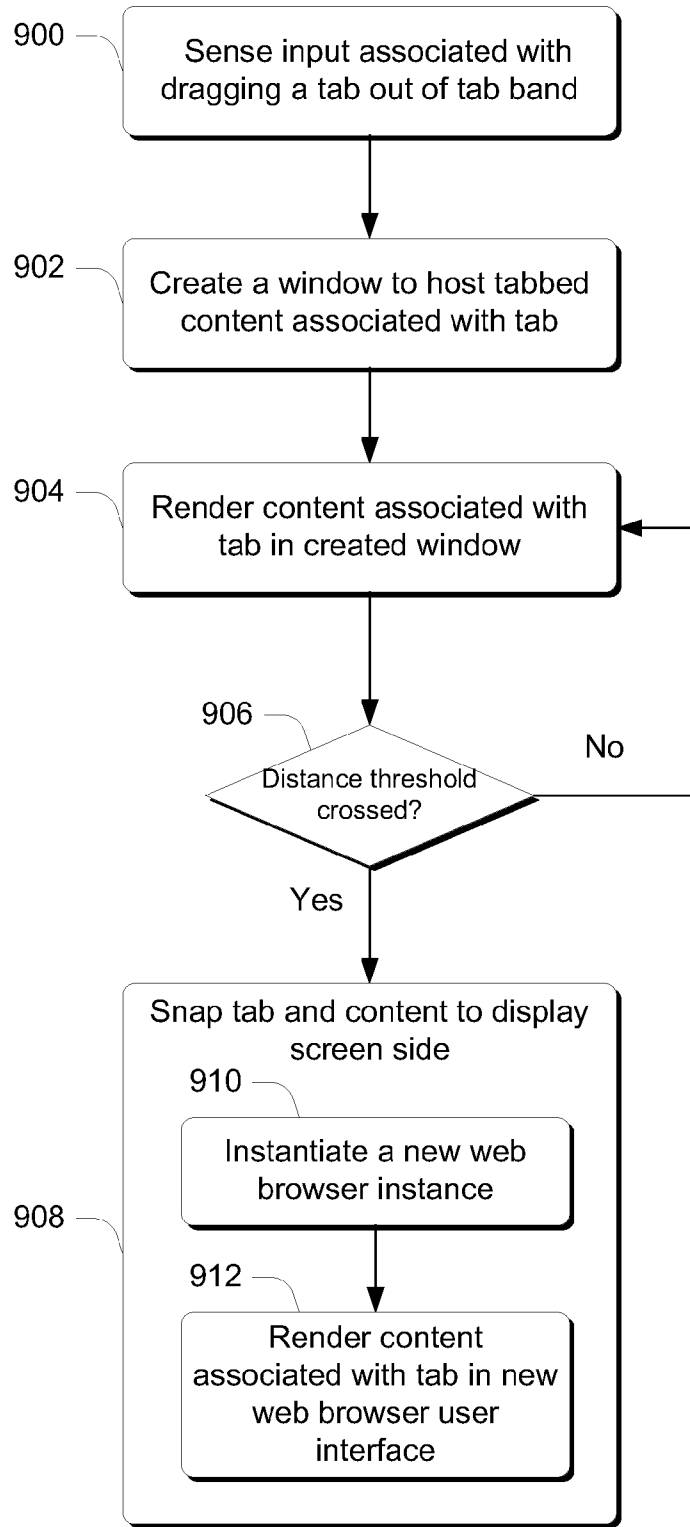 900
Sense input associated with
dragging a tab out of tab band
902
Create a window to host tabbed
content associated with tab
904
Render content associated with
tab in created window
906
Distance threshold
crossed?
No
Yes
Snap tab and content to display
screen side
910
Instantiate a new web
browser instance
908
912
Render content
associated with tab in new
web browser user
interface